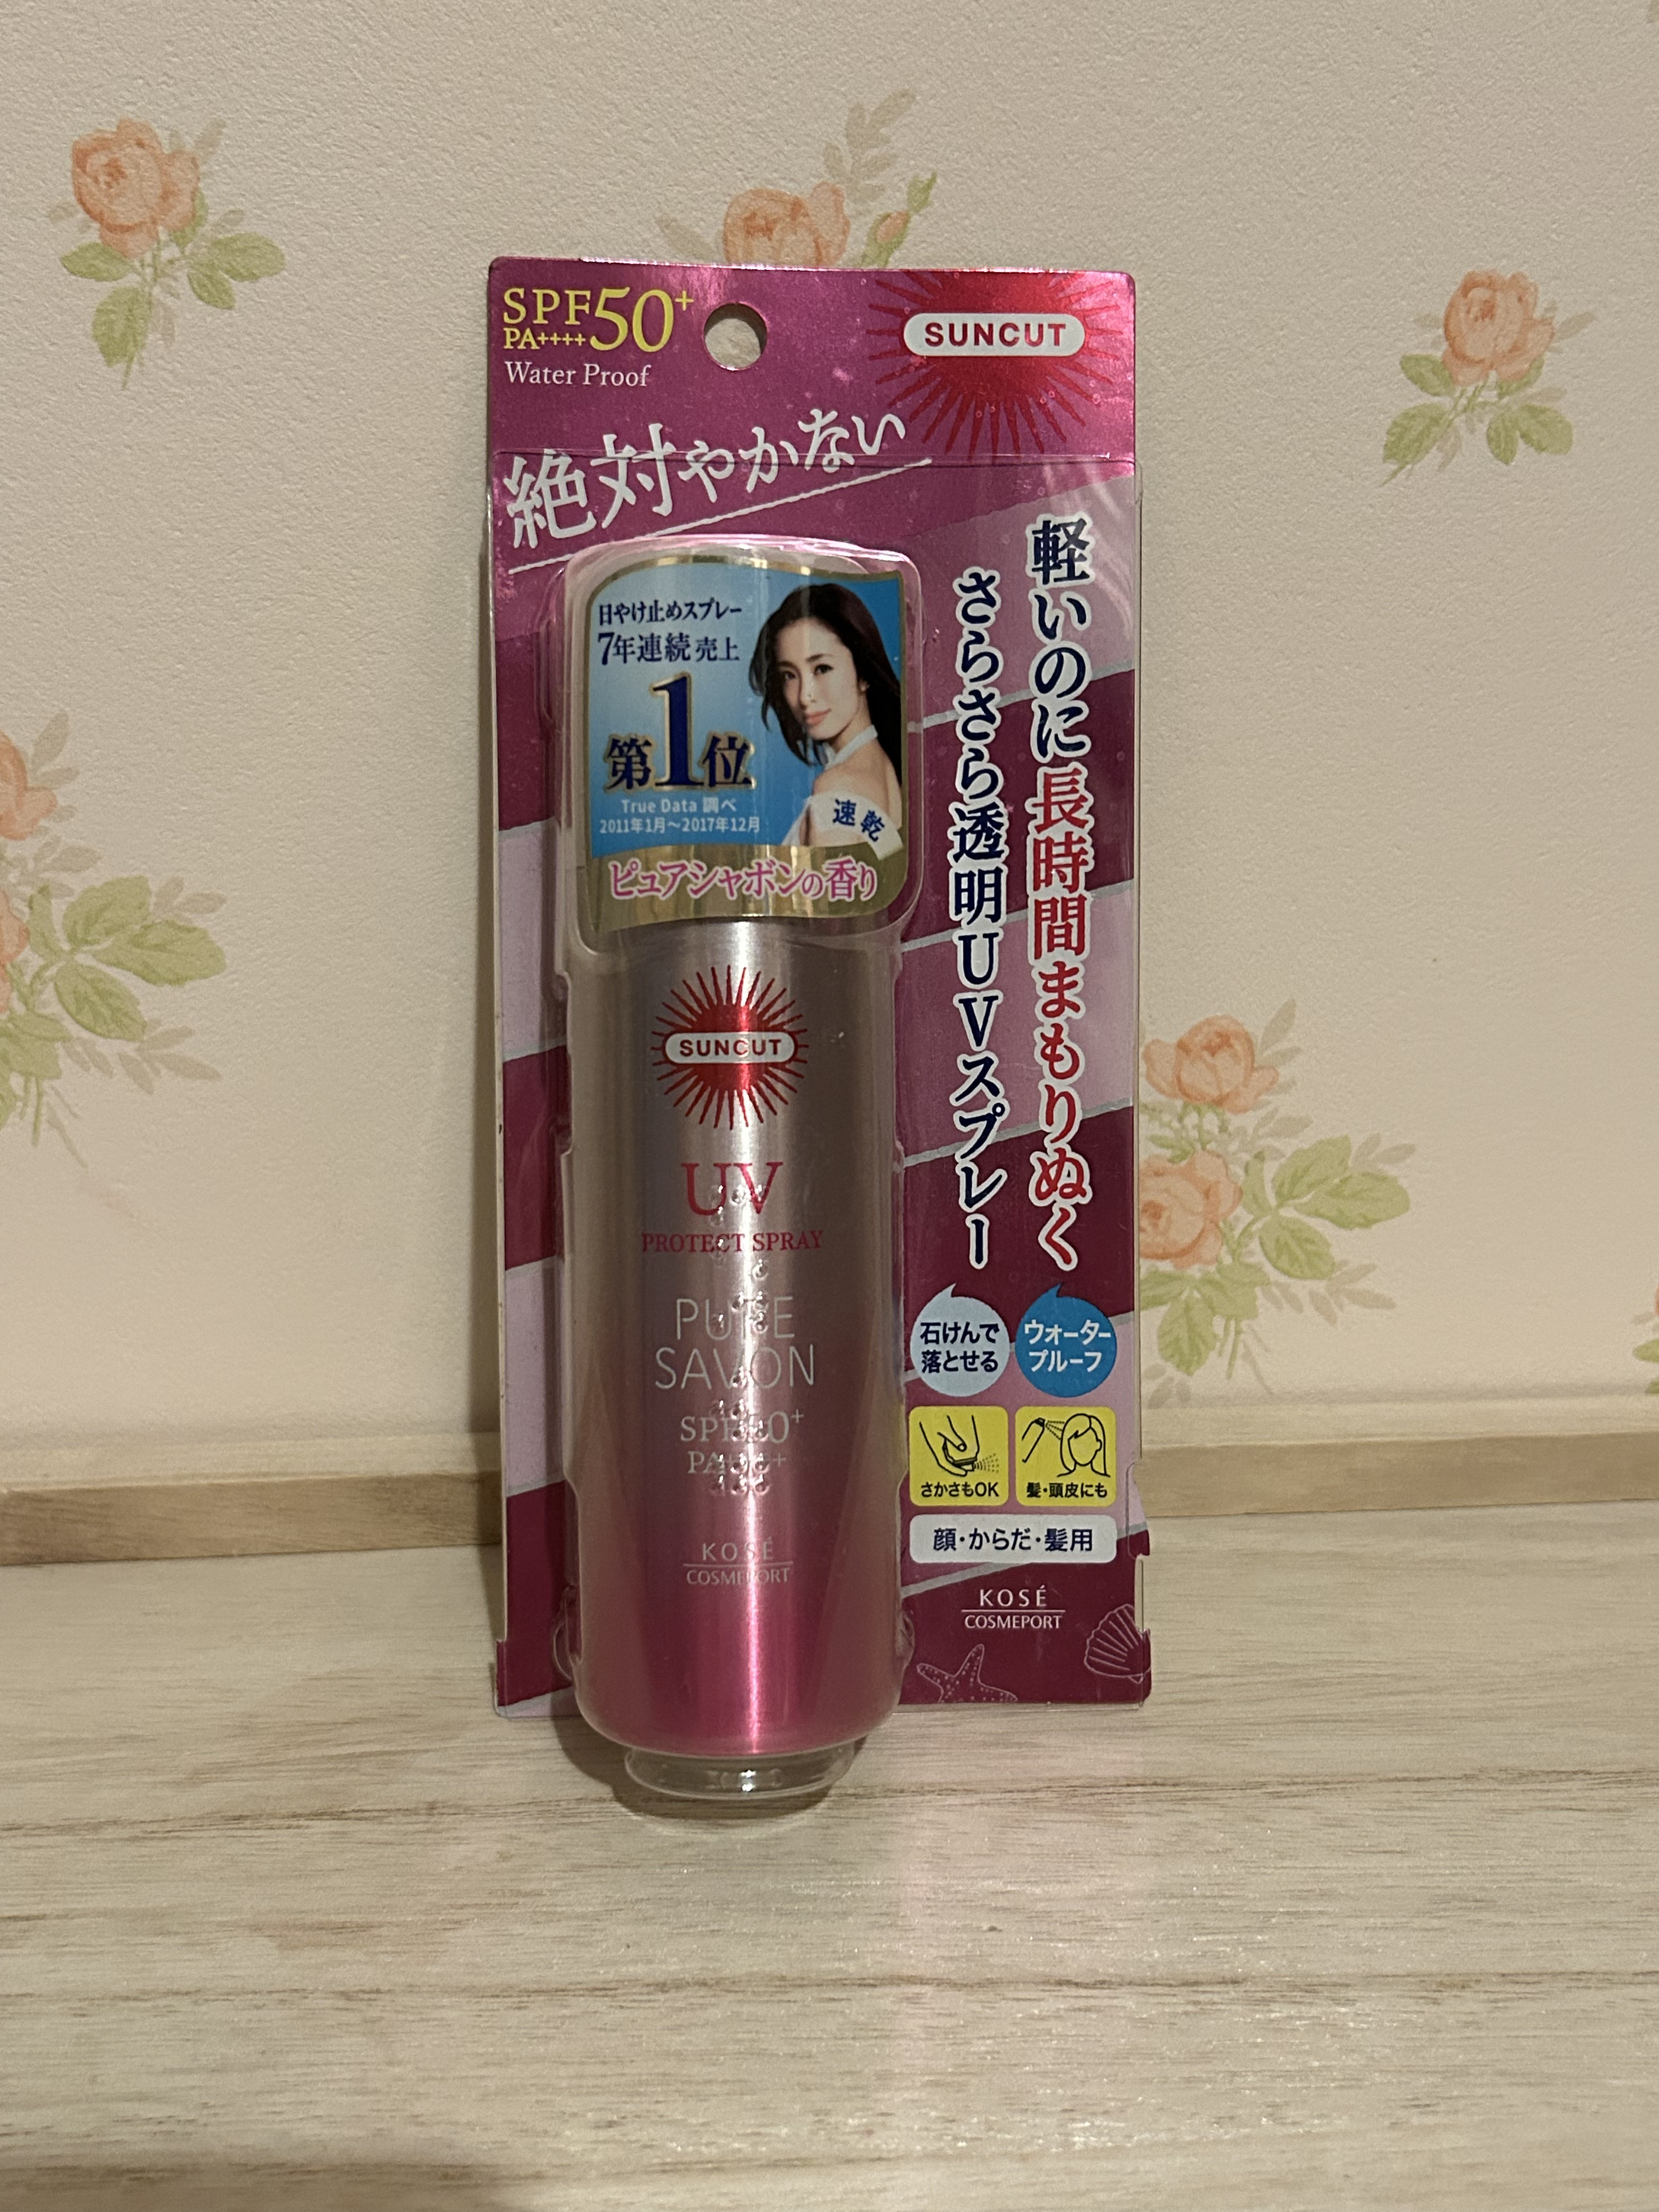 SPF50+
PA++++
Water Proof
SUNCUT
絶対やかない
日やけ止めスプレー
7年連続売上
第1位
True Data 調べ
2011年1月～2017年12月
速乾
ピュアシャボンの香り
軽いのに長時間まもりぬく
さらさら透明UVスプレー
SUNCUT
UV
PROTECT SPRAY
PURE
SAVON
SPF50+
PA++++
KOSÉ
COSMEPORT
石けんで
落とせる
ウォーター
プルーフ
さかさもOK
髪・頭皮にも
顔・からだ・髪用
KOSÉ
COSMEPORT